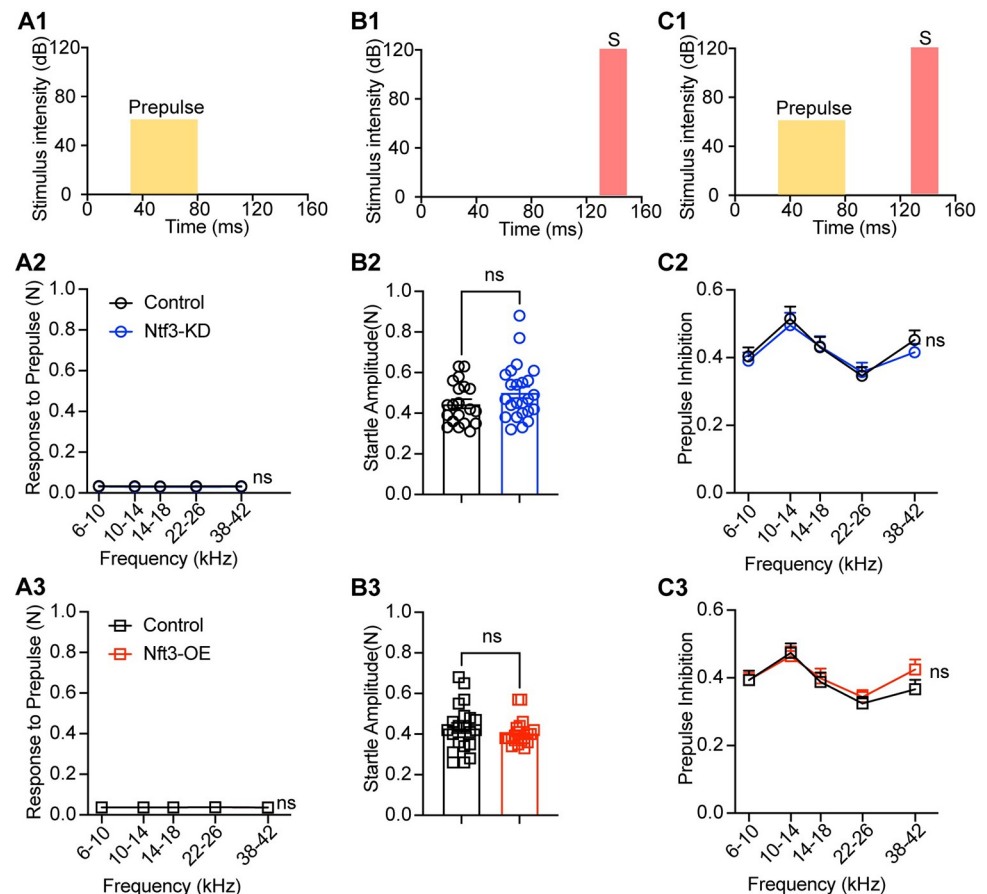 A1
Stimulus intensity (dB)
120
80
40
0
Prepulse
0 40 80 120 160
Time (ms)
B1
Stimulus intensity (dB)
120
80
40
0
S
0 40 80 120 160
Time (ms)
C1
Stimulus intensity (dB)
120
80
40
0
Prepulse
S
0 40 80 120 160
Time (ms)
A2
Response to Prepulse (N)
1.0
0.8
0.6
0.4
0.2
0.0
Control
Ntf3-KD
ns
6-10 10-14 14-18 22-26 38-42
Frequency (kHz)
B2
Startle Amplitude(N)
1.0
0.8
0.6
0.4
0.2
0.0
ns
C2
Prepulse Inhibition
0.6
0.4
0.2
0.0
ns
6-10 10-14 14-18 22-26 38-42
Frequency (kHz)
A3
Response to Prepulse (N)
1.0
0.8
0.6
0.4
0.2
0.0
Control
Nft3-OE
ns
6-10 10-14 14-18 22-26 38-42
Frequency (kHz)
B3
Startle Amplitude(N)
1.0
0.8
0.6
0.4
0.2
0.0
ns
C3
Prepulse Inhibition
0.6
0.4
0.2
0.0
ns
6-10 10-14 14-18 22-26 38-42
Frequency (kHz)